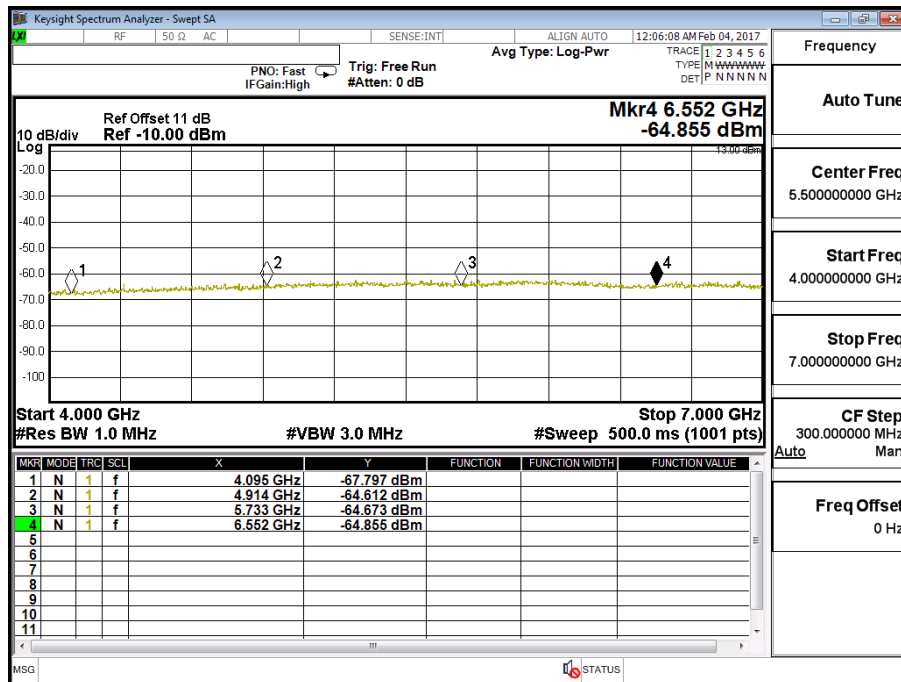 Keysight Spectrum Analyzer - Swept SA
LXI RF 50 Ω AC SENSE:INT ALIGN AUTO 12:06:08 AM Feb 04, 2017
PNO: Fast Trig: Free Run Avg Type: Log-Pwr TRACE 1 2 3 4 5 6
IFGain:High #Atten: 0 dB TYPE M WWWWW
DET P N N N N N
Frequency
Auto Tune
Center Freq
5.500000000 GHz
Start Freq
4.000000000 GHz
Stop Freq
7.000000000 GHz
CF Step
300.000000 MHz
Auto Man
Freq Offset
0 Hz
Mkr4 6.552 GHz
-64.855 dBm
Ref Offset 11 dB
10 dB/div Ref -10.00 dBm
Log
-13.00 dBm
-20.0
-30.0
-40.0
-50.0
-60.0
-70.0
-80.0
-90.0
-100
1 2 3 4
Start 4.000 GHz Stop 7.000 GHz
#Res BW 1.0 MHz #VBW 3.0 MHz #Sweep 500.0 ms (1001 pts)
MKR MODE TRC SCL X Y FUNCTION FUNCTION WIDTH FUNCTION VALUE
1 N 1 f 4.095 GHz -67.797 dBm
2 N 1 f 4.914 GHz -64.612 dBm
3 N 1 f 5.733 GHz -64.673 dBm
4 N 1 f 6.552 GHz -64.855 dBm
5
6
7
8
9
10
11
MSG STATUS